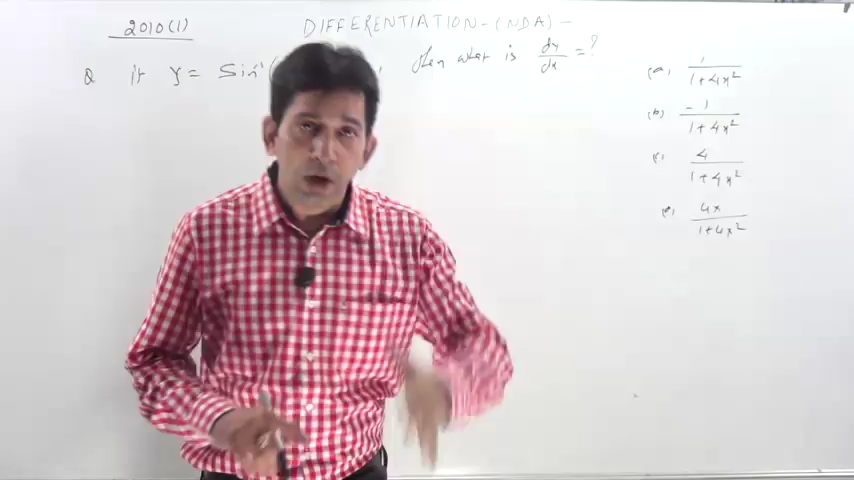 2010(1)
DIFFERENTIATION-(NDA)-
Q if y = Sin⁻¹( , then what is dy/dx = ?
(a) 1/(1+4x²)
(b) -1/(1+4x²)
(c) 4/(1+4x²)
(d) 4x/(1+4x²)